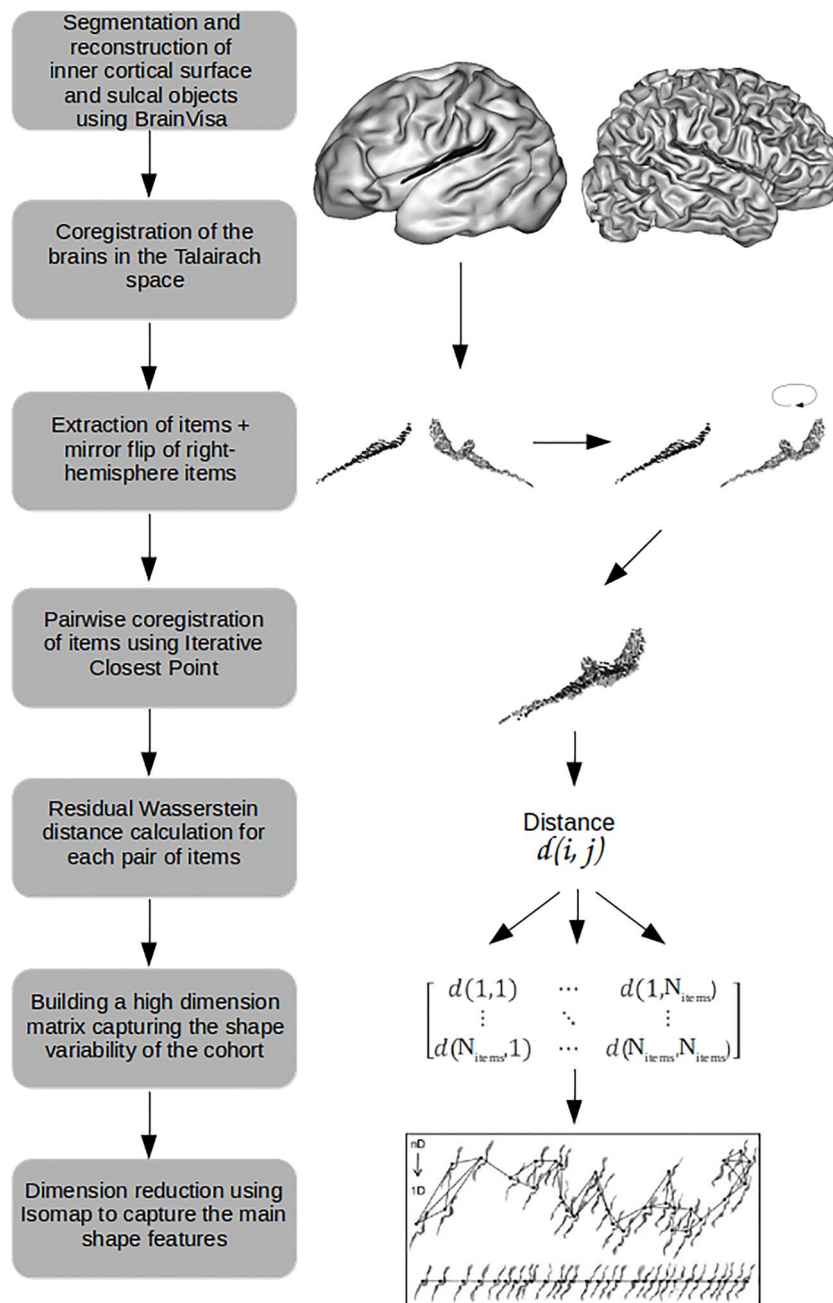 Segmentation and
reconstruction of
inner cortical surface
and sulcal objects
using BrainVisa
Coregistration of the
brains in the Talairach
space
Extraction of items +
mirror flip of right-
hemisphere items
Pairwise coregistration
of items using Iterative
Closest Point
Residual Wasserstein
distance calculation for
each pair of items
Distance
d(i, j)
Building a high dimension
matrix capturing the shape
variability of the cohort
d(1,1) ⋯ d(1,N_items)
⋮ ⋱ ⋮
d(N_items,1) ⋯ d(N_items,N_items)
Dimension reduction using
Isomap to capture the main
shape features
nD
1D